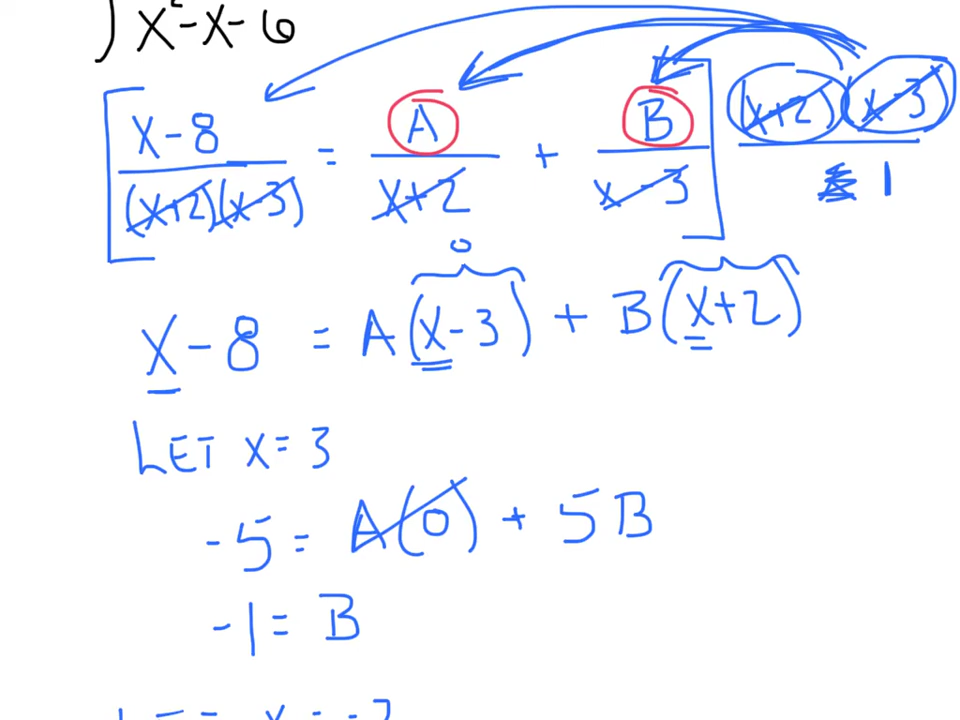 ∫ x²-x-6
[ x-8 / (x+2)(x-3) = A / x+2 + B / x-3 ] (x+2)(x-3) / 1
0
x-8 = A(x-3) + B(x+2)
LET x=3
-5 = A(0) + 5B
-1 = B